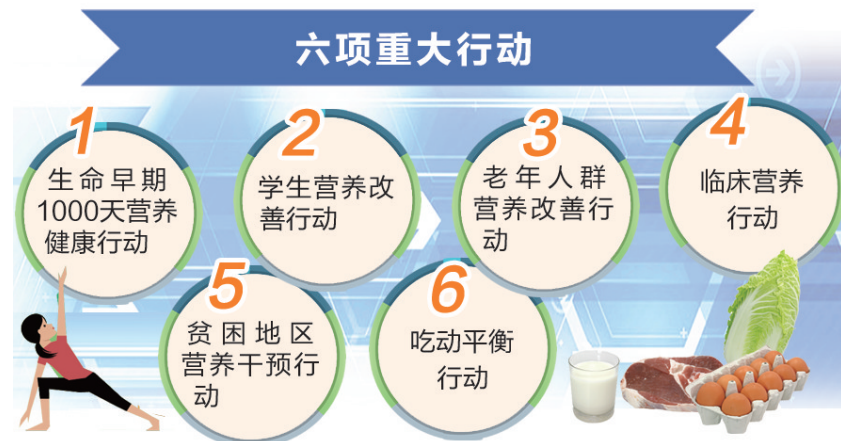 六项重大行动
1
生命早期
1000天营养
健康行动
2
学生营养改
善行动
3
老年人群
营养改善行
动
4
临床营养
行动
5
贫困地区
营养干预行
动
6
吃动平衡
行动